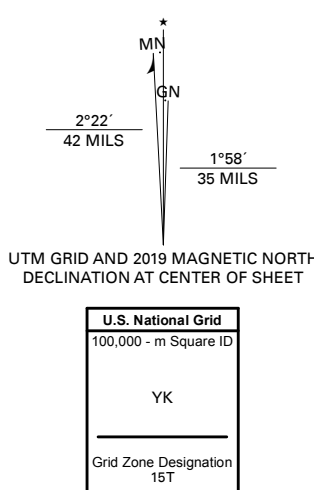 ★
MN
GN
2°22´
42 MILS
1°58´
35 MILS
UTM GRID AND 2019 MAGNETIC NORTH
DECLINATION AT CENTER OF SHEET
U.S. National Grid
100,000 - m Square ID
YK
Grid Zone Designation
15T